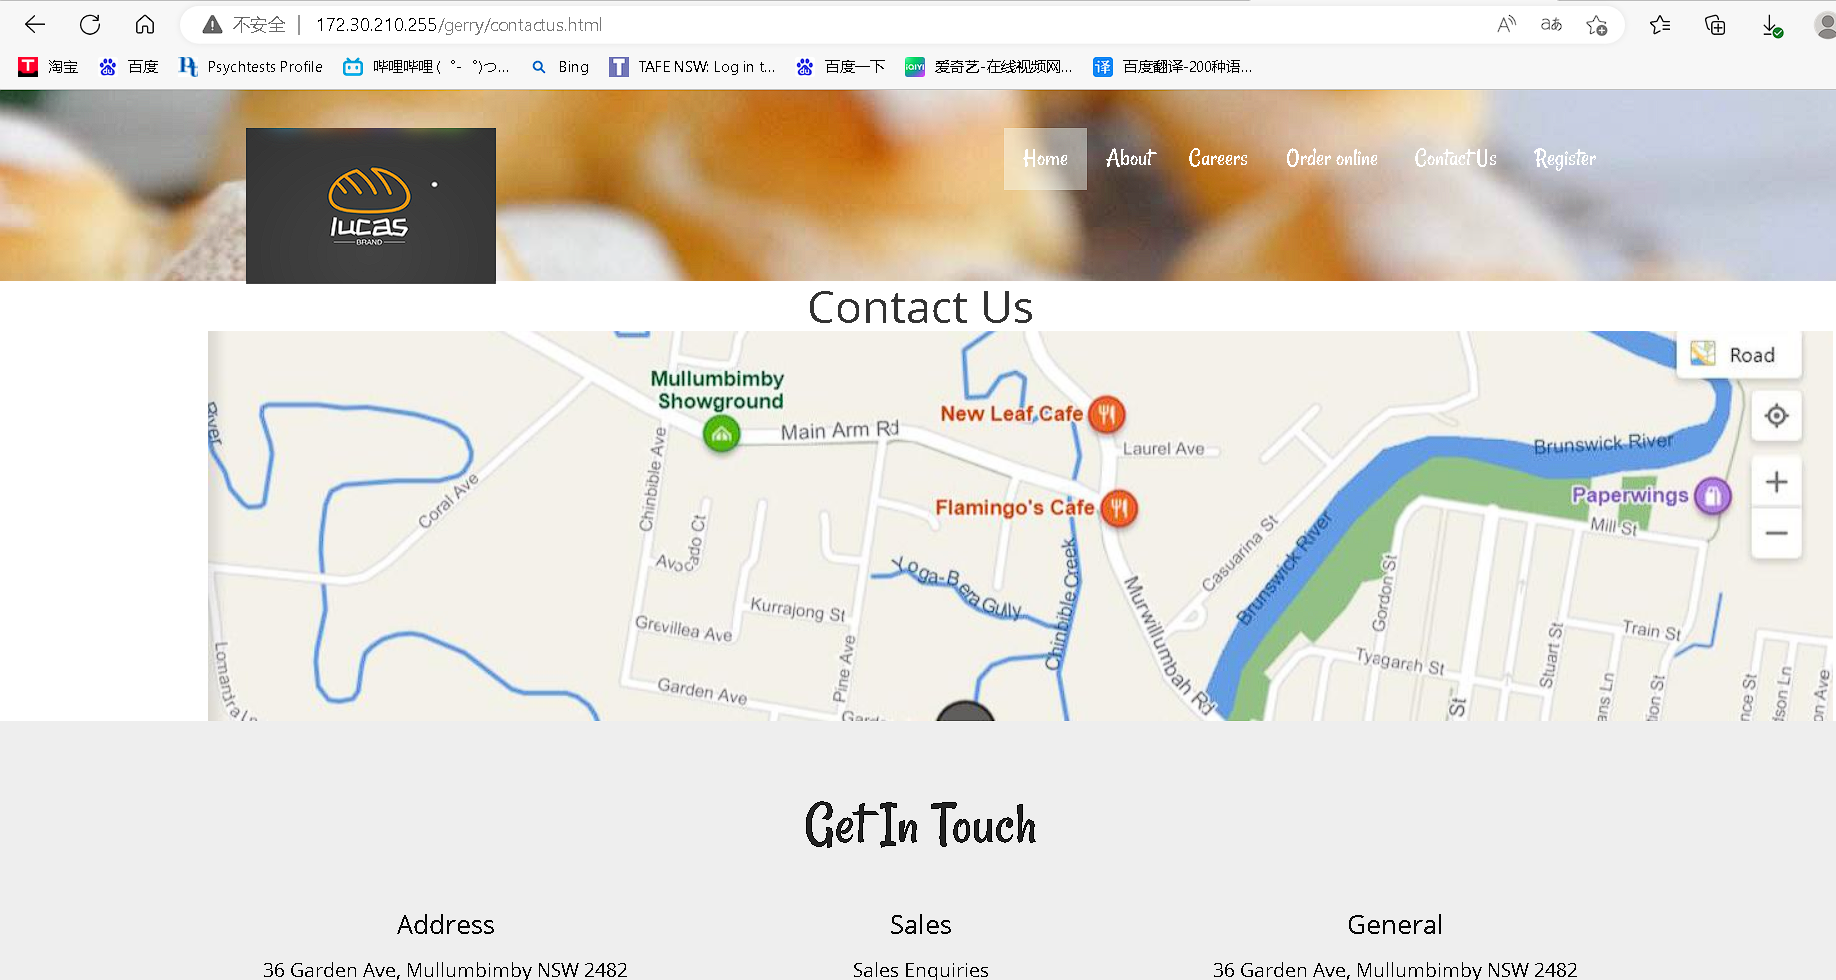 不安全 | 172.30.210.255/gerry/contactus.html
淘宝 百度 Psychtests Profile 哔哩哔哩 (゜-゜)つ... Bing TAFE NSW: Log in t... 百度一下 爱奇艺-在线视频网... 百度翻译-200种语...
Home About Careers Order online Contact Us Register
lucas
BRAND
Contact Us
Road
Mullumbimby
Showground
New Leaf Cafe
Main Arm Rd
Laurel Ave
Brunswick River
River
Coral Ave
Chinbible Ave
Flamingo's Cafe
Paperwings
Mill St
Avocado Ct
Casuarina St
Brunswick River
Yoga-Bera Gully
Chinbible Creek
Gordon St
Kurrajong St
Grevillea Ave
Murwillumbah Rd
Train St
Tyagarah St
Stuart St
Pine Ave
Garden Ave
St
Get In Touch
Address Sales General
36 Garden Ave, Mullumbimby NSW 2482 Sales Enquiries 36 Garden Ave, Mullumbimby NSW 2482